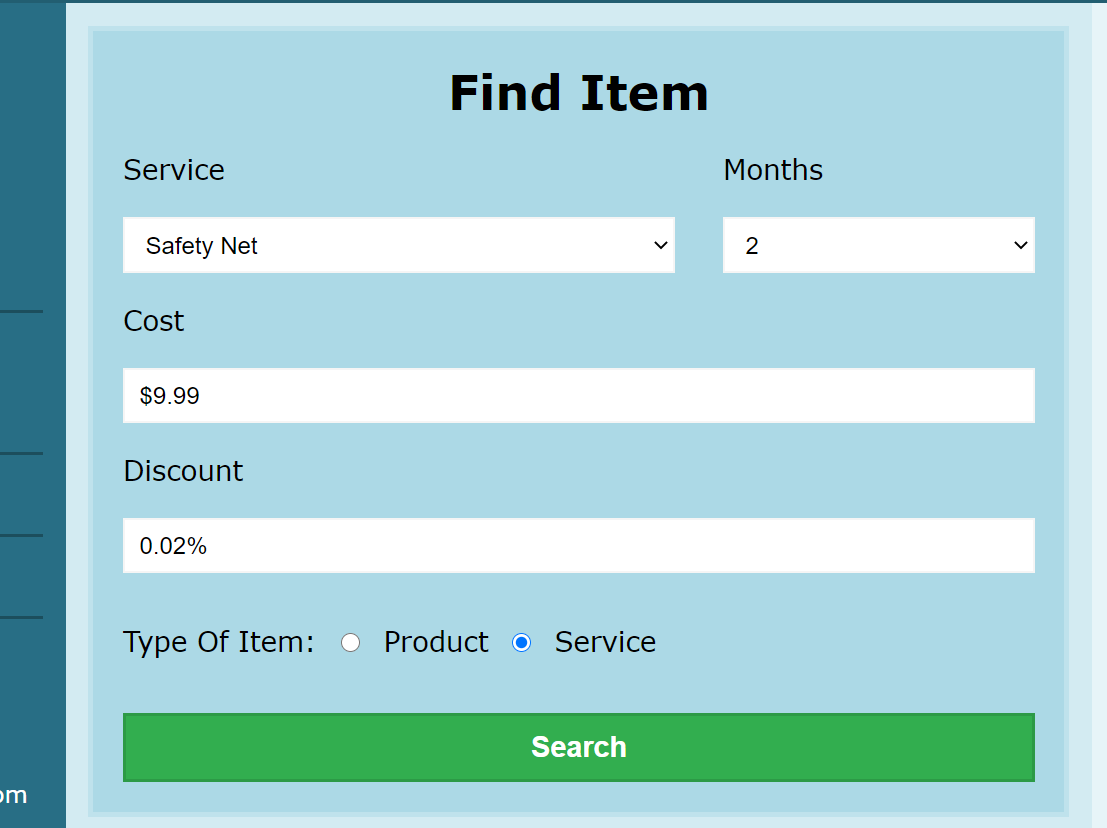 Find Item
Service Months
Safety Net 2
Cost
$9.99
Discount
0.02%
Type Of Item: Product Service
Search
om